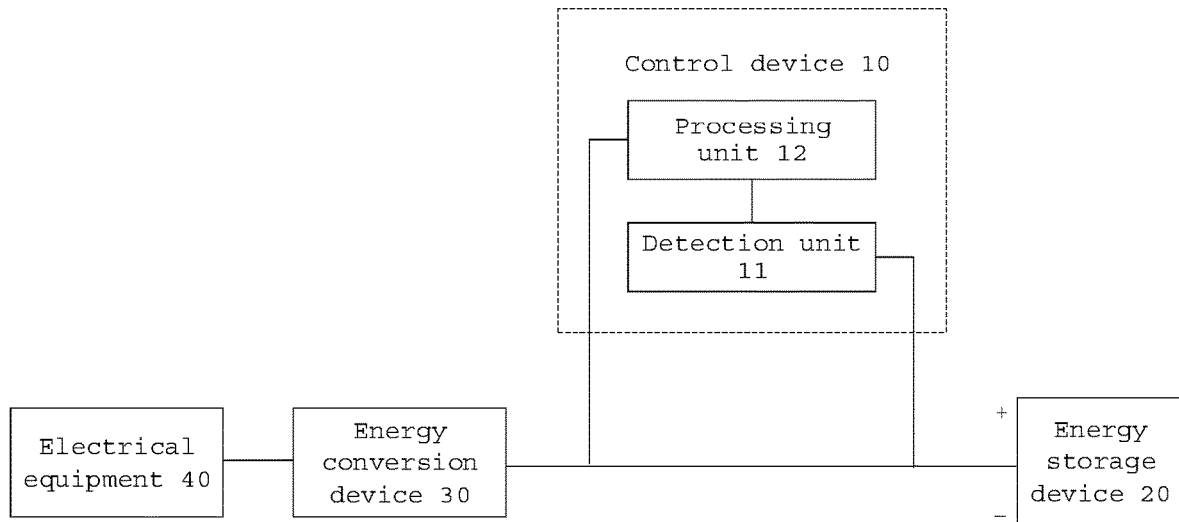 Control device 10
Processing
unit 12
Detection unit
11
Electrical
equipment 40
Energy
conversion
device 30
+
Energy
storage
device 20
−